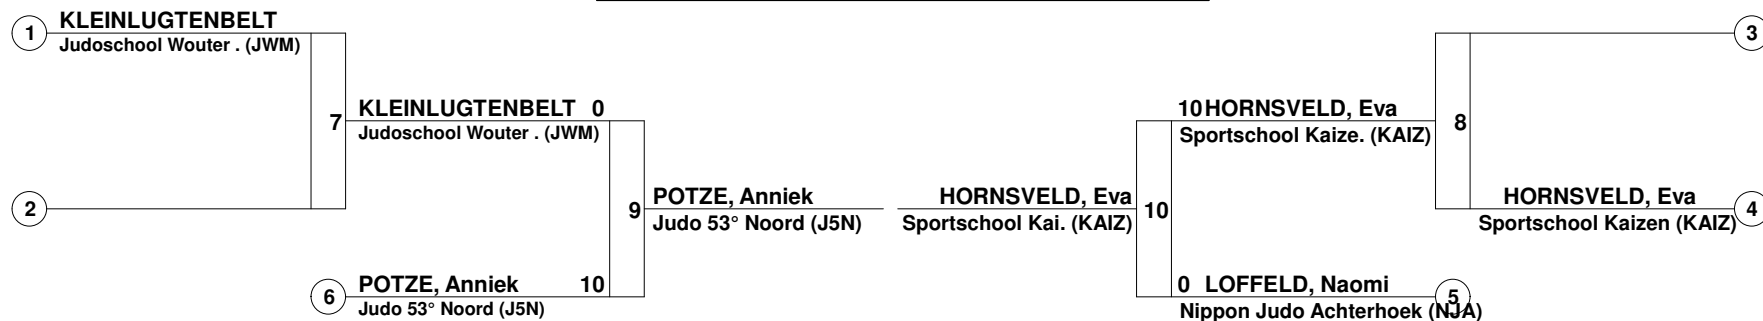 1 KLEINLUGTENBELT
Judoschool Wouter . (JWM)
7
2
KLEINLUGTENBELT 0
Judoschool Wouter . (JWM)
9
6 POTZE, Anniek 10
Judo 53° Noord (J5N)
POTZE, Anniek
Judo 53° Noord (J5N)
HORNSVELD, Eva
Sportschool Kai. (KAIZ)
10
10 HORNSVELD, Eva
Sportschool Kaize. (KAIZ)
8
0 LOFFELD, Naomi
Nippon Judo Achterhoek (NJA)
5
3
HORNSVELD, Eva
Sportschool Kaizen (KAIZ)
4